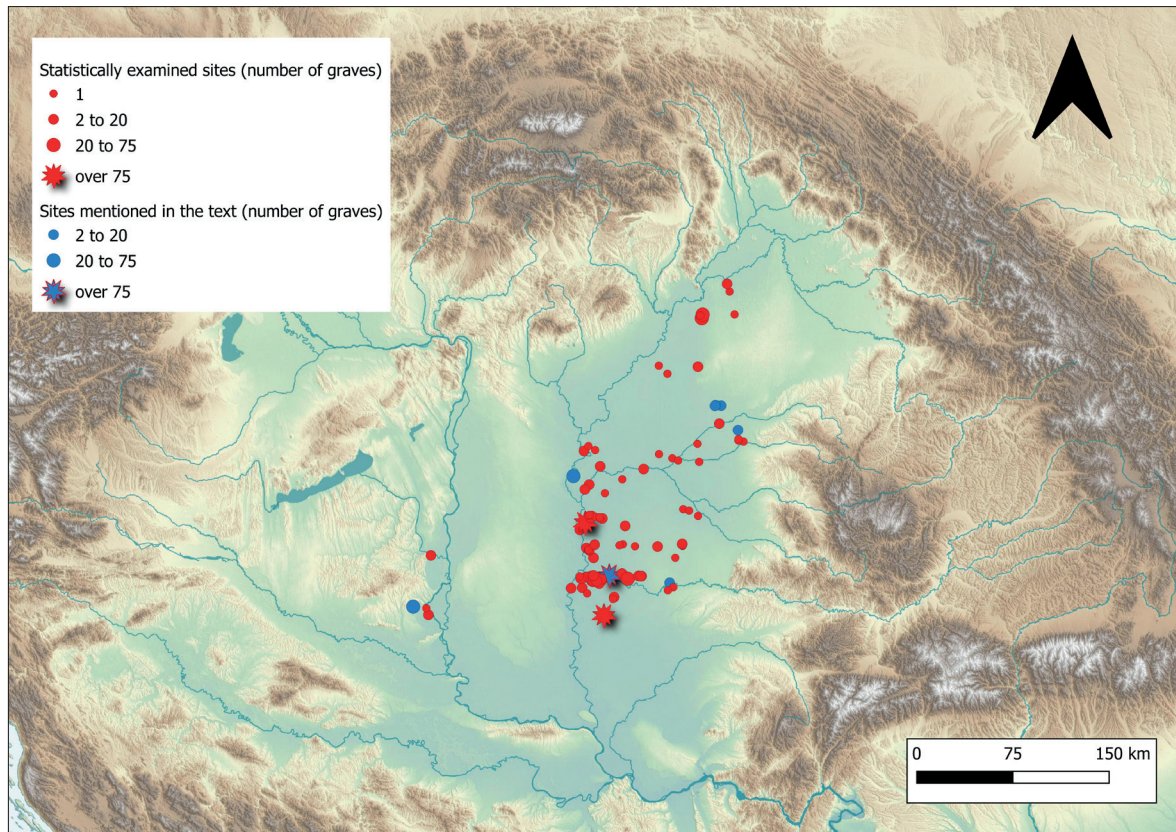 Statistically examined sites (number of graves)
1
2 to 20
20 to 75
over 75
Sites mentioned in the text (number of graves)
2 to 20
20 to 75
over 75
0 75 150 km